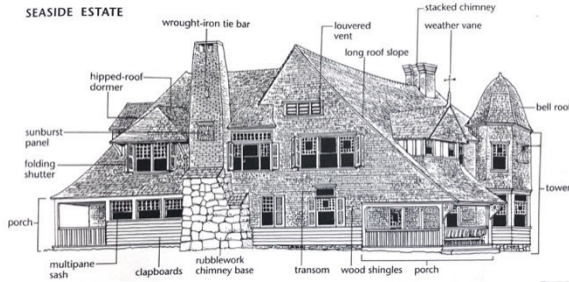 SEASIDE ESTATE
wrought-iron tie bar
louvered
vent
stacked chimney
weather vane
long roof slope
hipped-roof
dormer
bell roof
sunburst
panel
folding
shutter
tower
porch
multipane
sash
clapboards
rubblework
chimney base
transom
wood shingles
porch